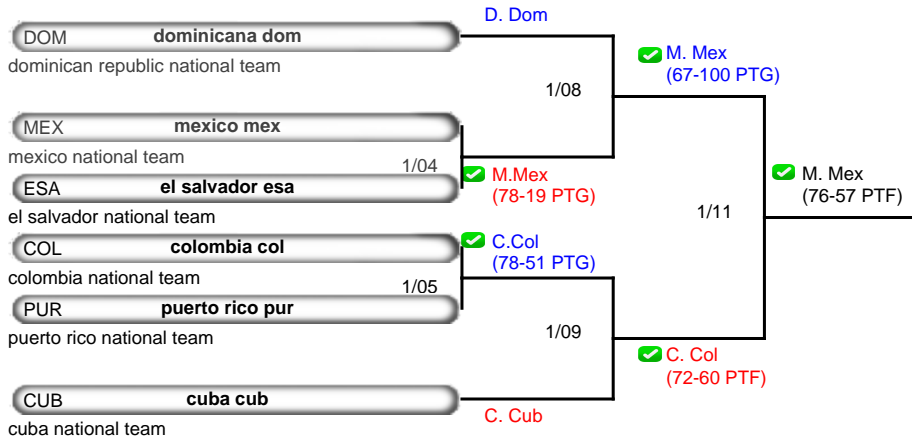 D. Dom
DOM dominicana dom
dominican republic national team
M. Mex
(67-100 PTG)
1/08
MEX mexico mex
mexico national team
1/04
M.Mex
(78-19 PTG)
ESA el salvador esa
el salvador national team
M. Mex
(76-57 PTF)
1/11
COL colombia col
C.Col
(78-51 PTG)
colombia national team
1/05
PUR puerto rico pur
puerto rico national team
1/09
C. Col
(72-60 PTF)
CUB cuba cub
C. Cub
cuba national team